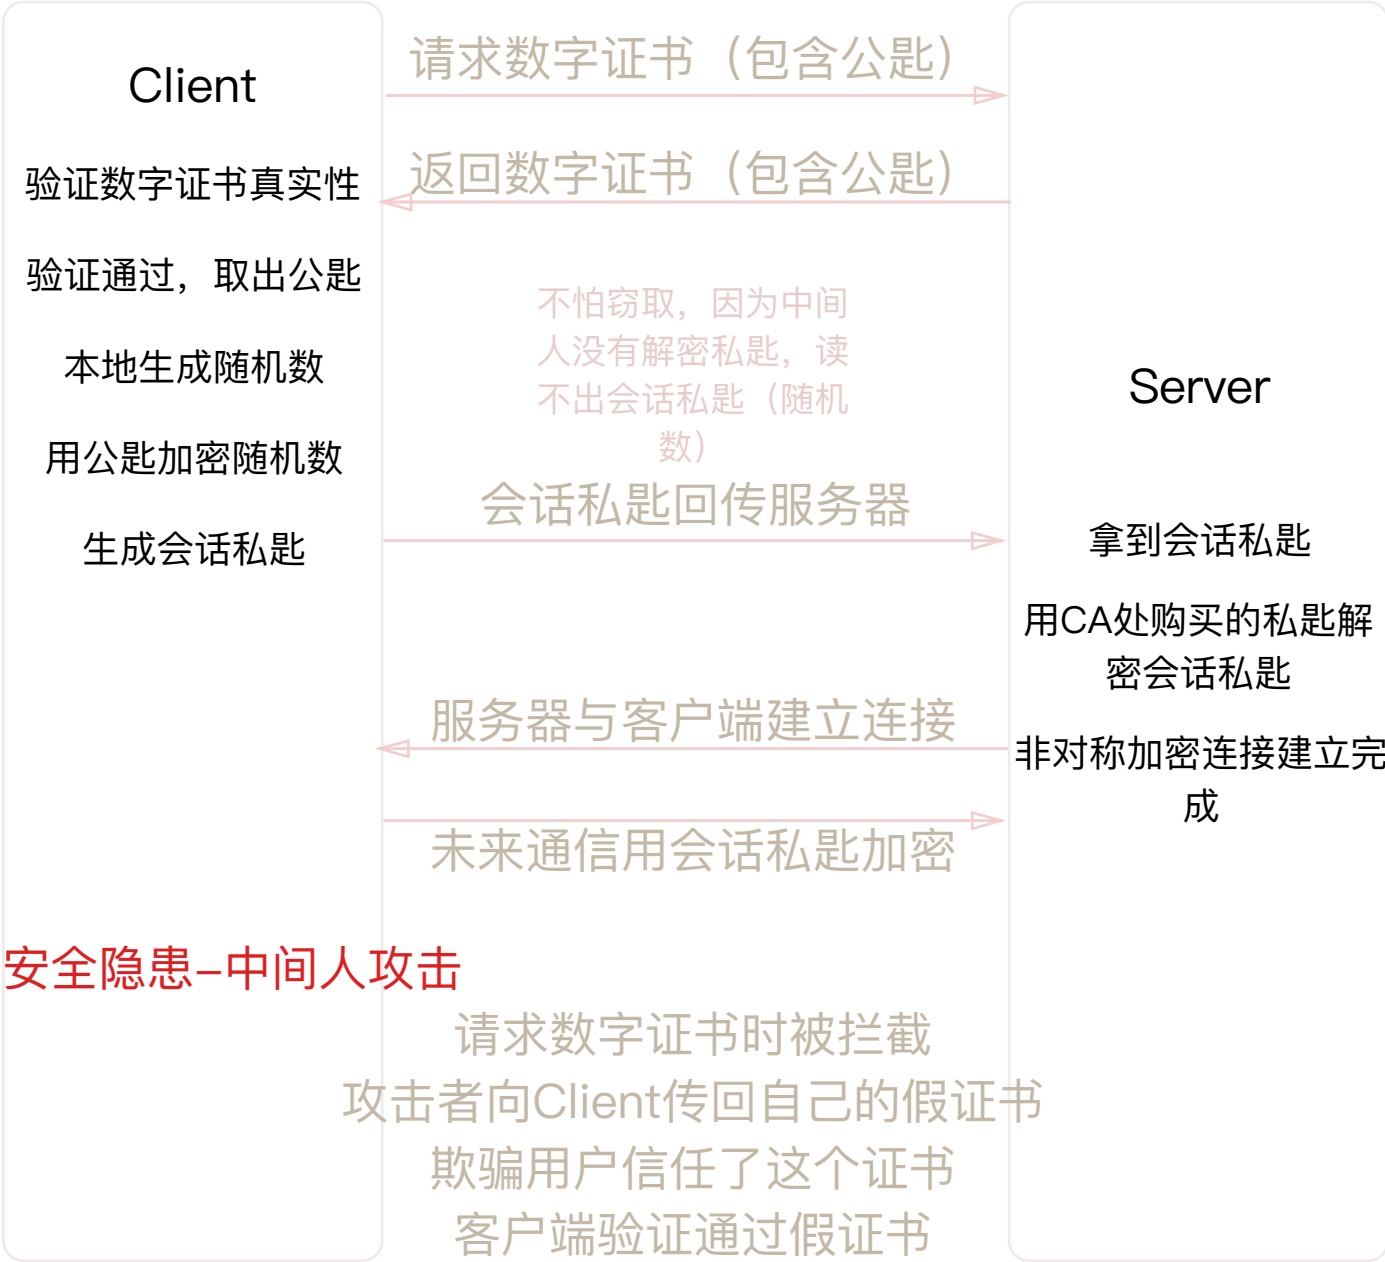 Client
验证数字证书真实性
验证通过，取出公匙
本地生成随机数
用公匙加密随机数
生成会话私匙
请求数字证书（包含公匙）
返回数字证书（包含公匙）
不怕窃取，因为中间
人没有解密私匙，读
不出会话私匙（随机
数）
会话私匙回传服务器
服务器与客户端建立连接
未来通信用会话私匙加密
Server
拿到会话私匙
用CA处购买的私匙解
密会话私匙
非对称加密连接建立完
成
安全隐患-中间人攻击
请求数字证书时被拦截
攻击者向Client传回自己的假证书
欺骗用户信任了这个证书
客户端验证通过假证书